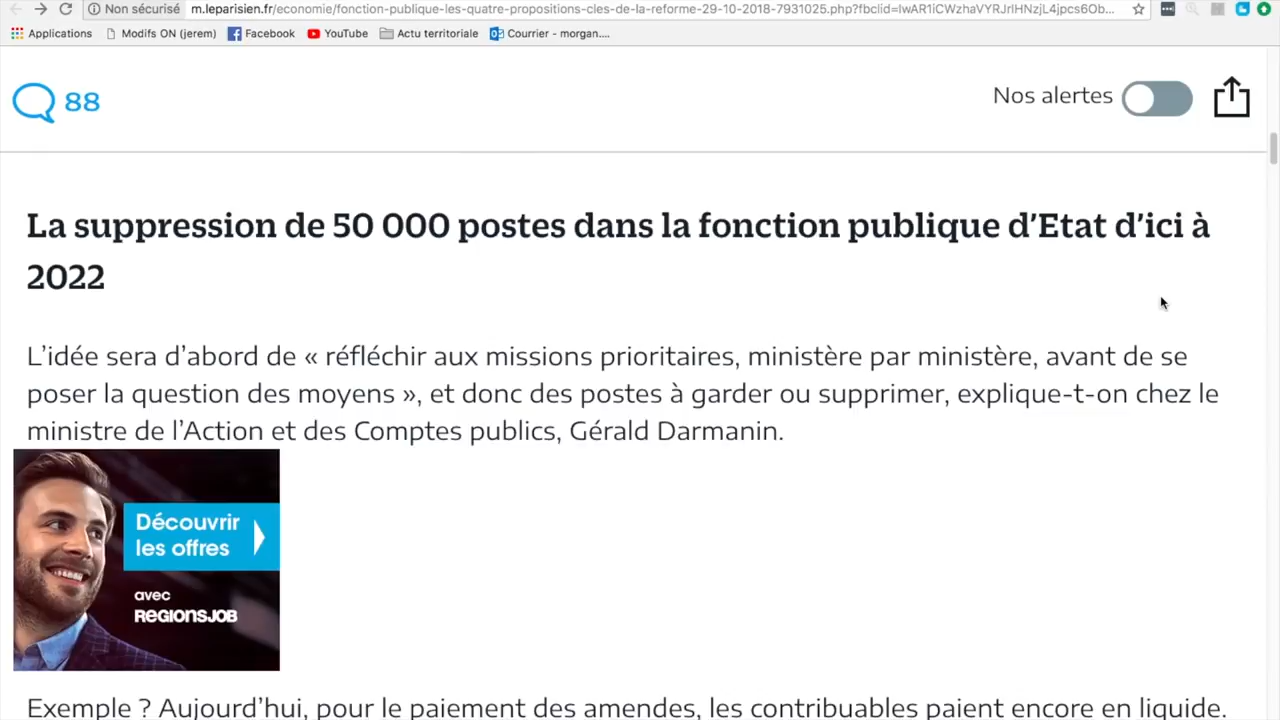 Non sécurisé
m.leparisien.fr/economie/fonction-publique-les-quatre-propositions-cles-de-la-reforme-29-10-2018-7931025.php?fbclid=IwAR1iCWzhaVYRJrIHNzjL4jpcs6Ob...
Applications
Modifs ON (jerem)
Facebook
YouTube
Actu territoriale
Courrier - morgan....
88
Nos alertes
La suppression de 50 000 postes dans la fonction publique d’Etat d’ici à
2022
L’idée sera d’abord de « réfléchir aux missions prioritaires, ministère par ministère, avant de se
poser la question des moyens », et donc des postes à garder ou supprimer, explique-t-on chez le
ministre de l’Action et des Comptes publics, Gérald Darmanin.
Découvrir
les offres
avec
REGIONSJOB
Exemple ? Aujourd’hui, pour le paiement des amendes, les contribuables paient encore en liquide.